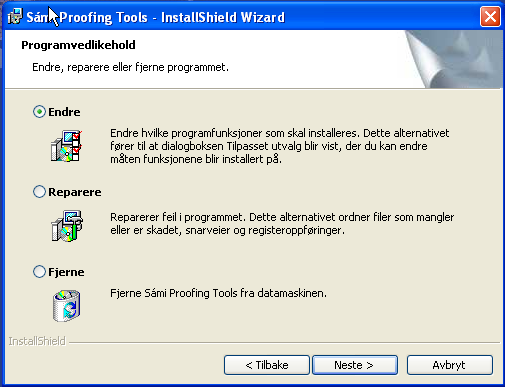 Sámi Proofing Tools - InstallShield Wizard
Programvedlikehold
Endre, reparere eller fjerne programmet.
Endre
Endre hvilke programfunksjoner som skal installeres. Dette alternativet
fører til at dialogboksen Tilpasset utvalg blir vist, der du kan endre
måten funksjonene blir installert på.
Reparere
Reparerer feil i programmet. Dette alternativet ordner filer som mangler
eller er skadet, snarveier og registeroppføringer.
Fjerne
Fjerne Sámi Proofing Tools fra datamaskinen.
InstallShield
< Tilbake
Neste >
Avbryt